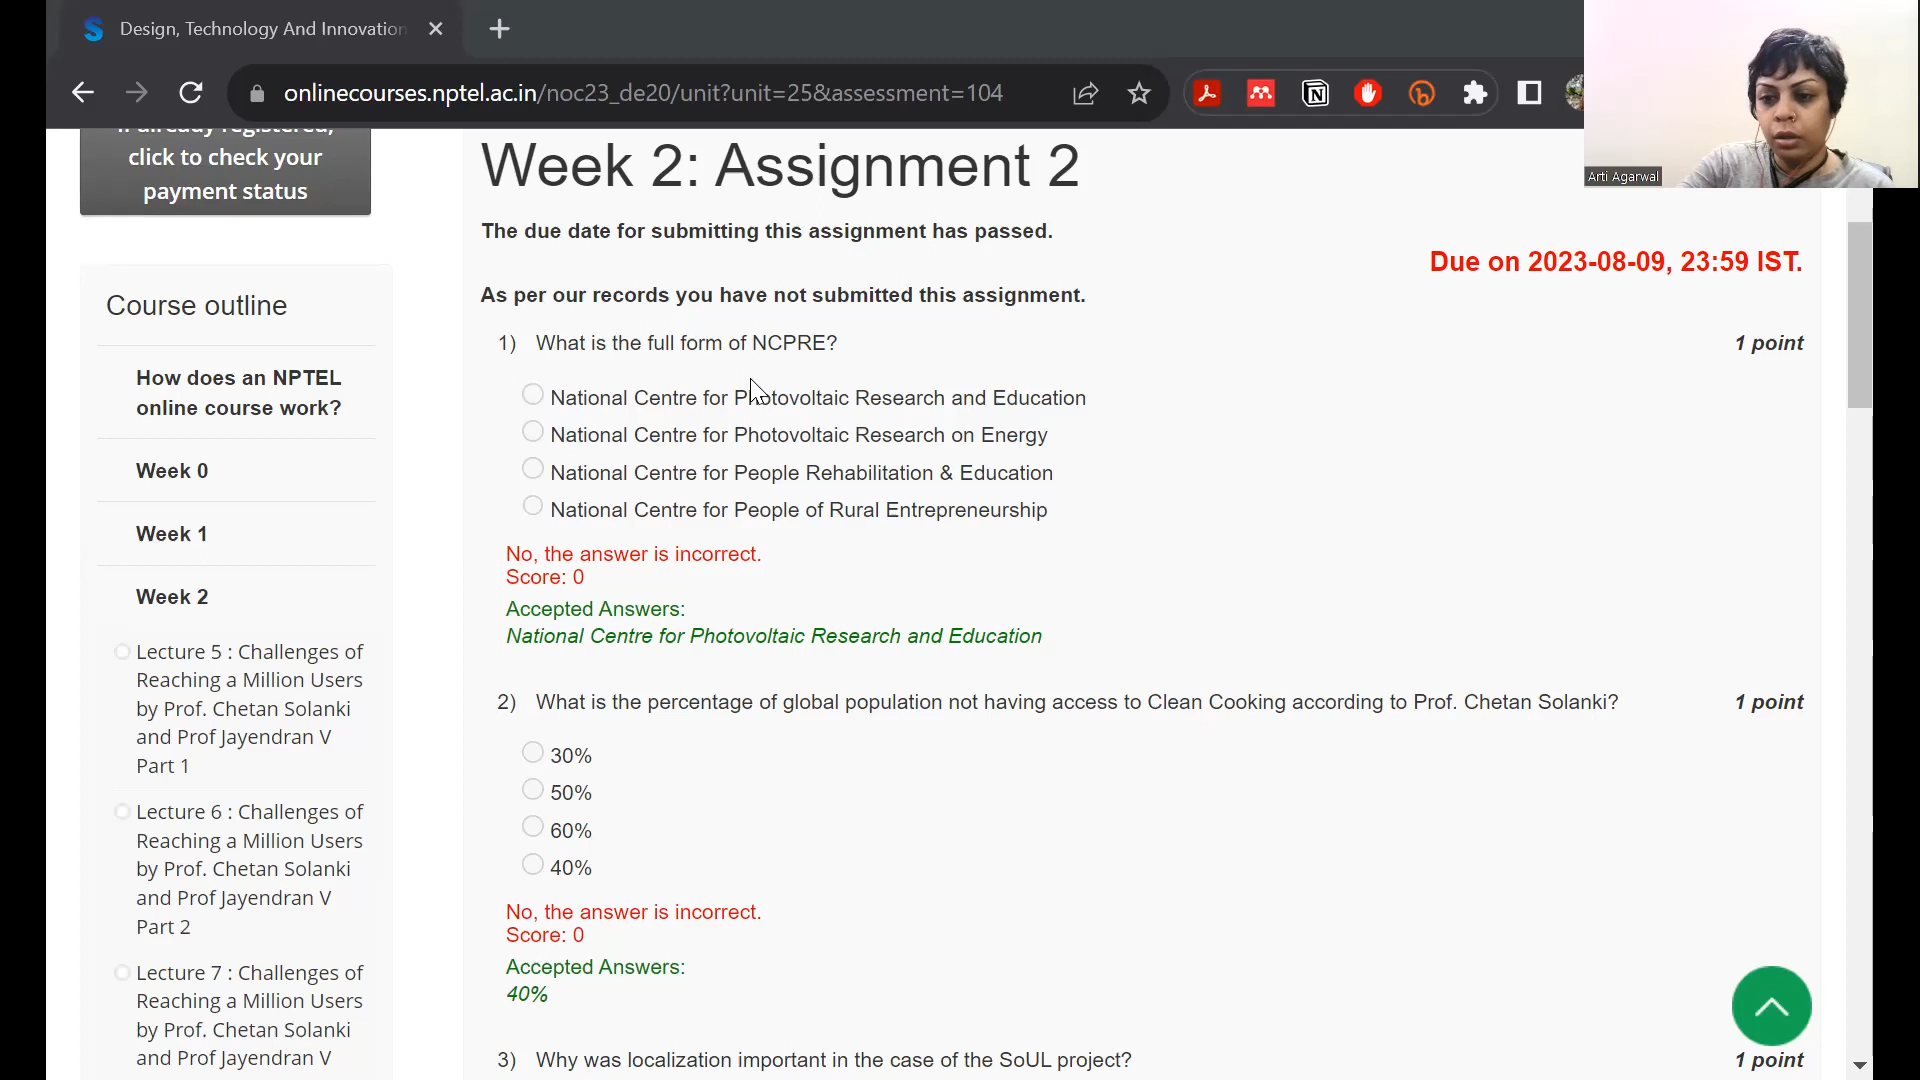 Design, Technology And Innovation
onlinecourses.nptel.ac.in/noc23_de20/unit?unit=25&assessment=104
Arti Agarwal
If already registered,
click to check your
payment status
Course outline
How does an NPTEL
online course work?
Week 0
Week 1
Week 2
Lecture 5 : Challenges of
Reaching a Million Users
by Prof. Chetan Solanki
and Prof Jayendran V
Part 1
Lecture 6 : Challenges of
Reaching a Million Users
by Prof. Chetan Solanki
and Prof Jayendran V
Part 2
Lecture 7 : Challenges of
Reaching a Million Users
by Prof. Chetan Solanki
and Prof Jayendran V
Week 2: Assignment 2
The due date for submitting this assignment has passed.
Due on 2023-08-09, 23:59 IST.
As per our records you have not submitted this assignment.
1) What is the full form of NCPRE? 1 point
National Centre for Photovoltaic Research and Education
National Centre for Photovoltaic Research on Energy
National Centre for People Rehabilitation & Education
National Centre for People of Rural Entrepreneurship
No, the answer is incorrect.
Score: 0
Accepted Answers:
National Centre for Photovoltaic Research and Education
2) What is the percentage of global population not having access to Clean Cooking according to Prof. Chetan Solanki? 1 point
30%
50%
60%
40%
No, the answer is incorrect.
Score: 0
Accepted Answers:
40%
3) Why was localization important in the case of the SoUL project? 1 point